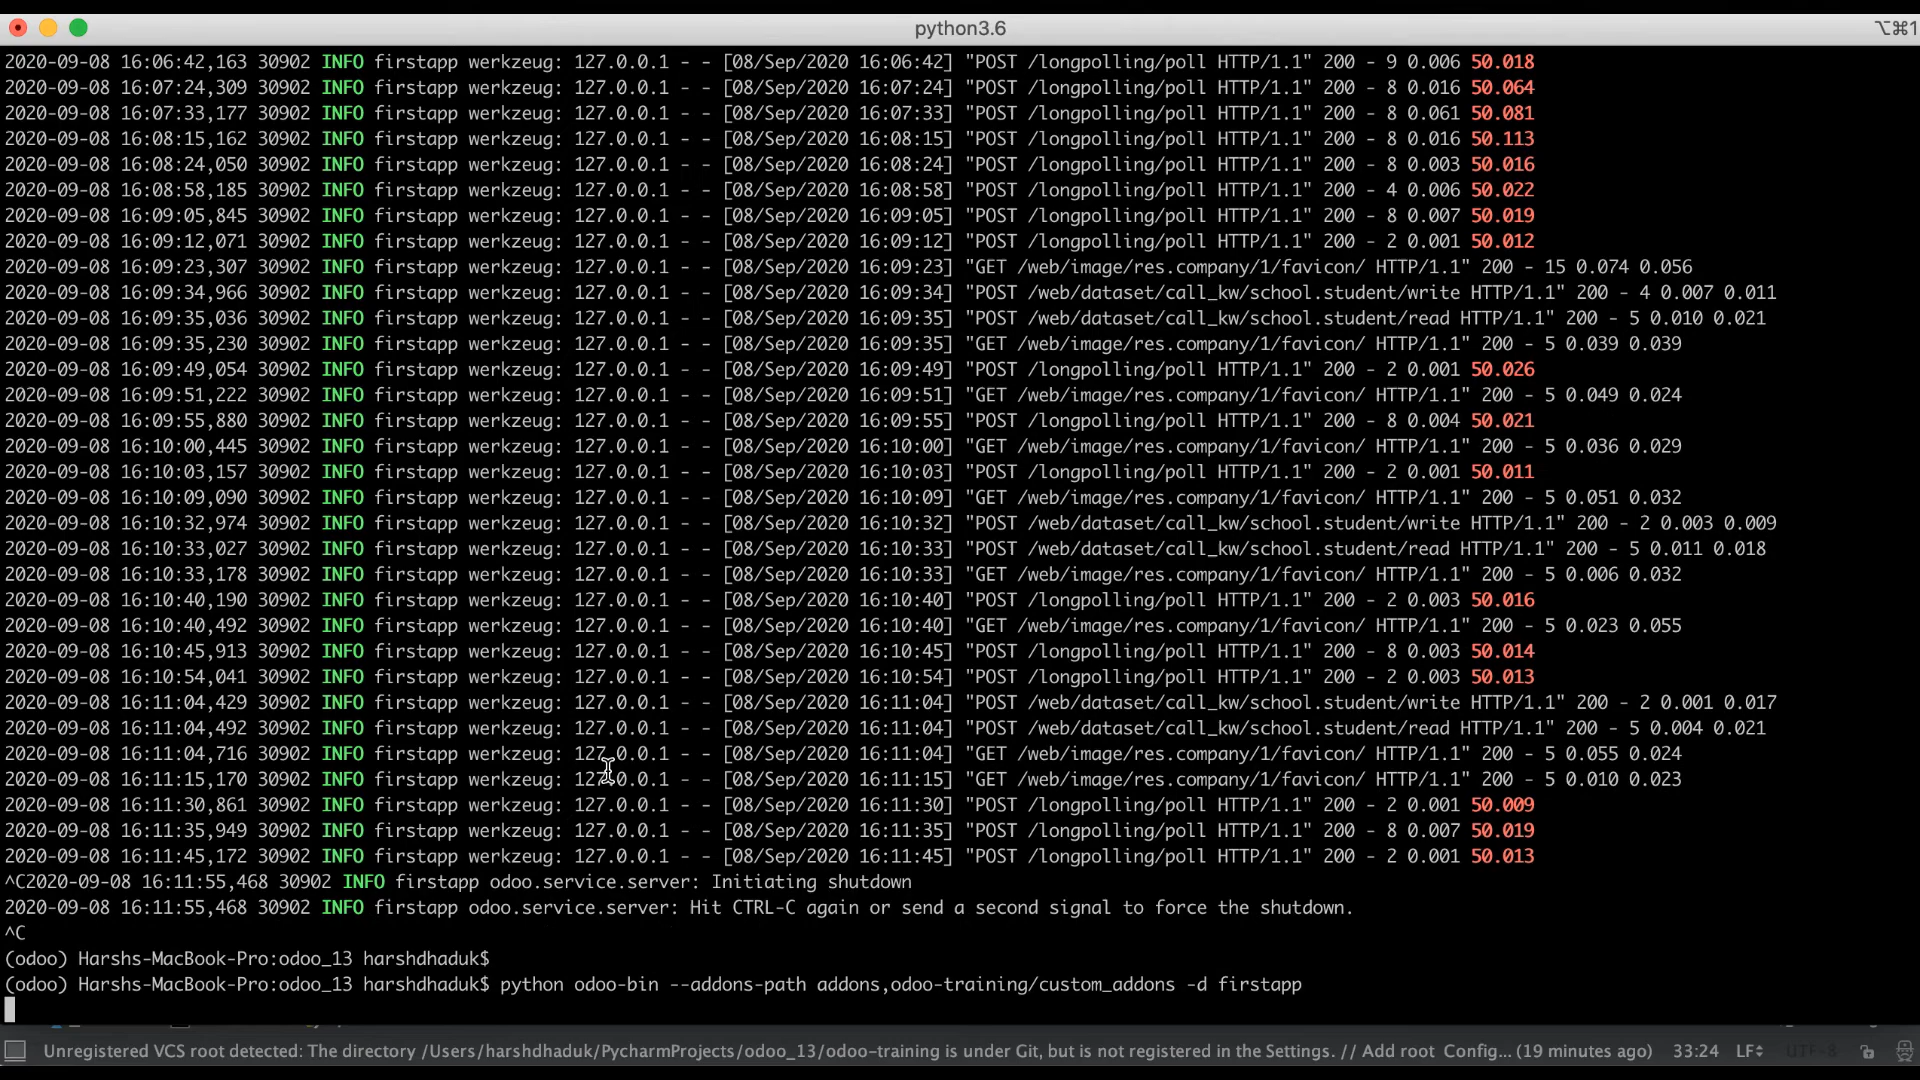 python3.6
⌥⌘1
2020-09-08 16:06:42,163 30902 INFO firstapp werkzeug: 127.0.0.1 - - [08/Sep/2020 16:06:42] "POST /longpolling/poll HTTP/1.1" 200 - 9 0.006 50.018
2020-09-08 16:07:24,309 30902 INFO firstapp werkzeug: 127.0.0.1 - - [08/Sep/2020 16:07:24] "POST /longpolling/poll HTTP/1.1" 200 - 8 0.016 50.064
2020-09-08 16:07:33,177 30902 INFO firstapp werkzeug: 127.0.0.1 - - [08/Sep/2020 16:07:33] "POST /longpolling/poll HTTP/1.1" 200 - 8 0.061 50.081
2020-09-08 16:08:15,162 30902 INFO firstapp werkzeug: 127.0.0.1 - - [08/Sep/2020 16:08:15] "POST /longpolling/poll HTTP/1.1" 200 - 8 0.016 50.113
2020-09-08 16:08:24,050 30902 INFO firstapp werkzeug: 127.0.0.1 - - [08/Sep/2020 16:08:24] "POST /longpolling/poll HTTP/1.1" 200 - 8 0.003 50.016
2020-09-08 16:08:58,185 30902 INFO firstapp werkzeug: 127.0.0.1 - - [08/Sep/2020 16:08:58] "POST /longpolling/poll HTTP/1.1" 200 - 4 0.006 50.022
2020-09-08 16:09:05,845 30902 INFO firstapp werkzeug: 127.0.0.1 - - [08/Sep/2020 16:09:05] "POST /longpolling/poll HTTP/1.1" 200 - 8 0.007 50.019
2020-09-08 16:09:12,071 30902 INFO firstapp werkzeug: 127.0.0.1 - - [08/Sep/2020 16:09:12] "POST /longpolling/poll HTTP/1.1" 200 - 2 0.001 50.012
2020-09-08 16:09:23,307 30902 INFO firstapp werkzeug: 127.0.0.1 - - [08/Sep/2020 16:09:23] "GET /web/image/res.company/1/favicon/ HTTP/1.1" 200 - 15 0.074 0.056
2020-09-08 16:09:34,966 30902 INFO firstapp werkzeug: 127.0.0.1 - - [08/Sep/2020 16:09:34] "POST /web/dataset/call_kw/school.student/write HTTP/1.1" 200 - 4 0.007 0.011
2020-09-08 16:09:35,036 30902 INFO firstapp werkzeug: 127.0.0.1 - - [08/Sep/2020 16:09:35] "POST /web/dataset/call_kw/school.student/read HTTP/1.1" 200 - 5 0.010 0.021
2020-09-08 16:09:35,230 30902 INFO firstapp werkzeug: 127.0.0.1 - - [08/Sep/2020 16:09:35] "GET /web/image/res.company/1/favicon/ HTTP/1.1" 200 - 5 0.039 0.039
2020-09-08 16:09:49,054 30902 INFO firstapp werkzeug: 127.0.0.1 - - [08/Sep/2020 16:09:49] "POST /longpolling/poll HTTP/1.1" 200 - 2 0.001 50.026
2020-09-08 16:09:51,222 30902 INFO firstapp werkzeug: 127.0.0.1 - - [08/Sep/2020 16:09:51] "GET /web/image/res.company/1/favicon/ HTTP/1.1" 200 - 5 0.049 0.024
2020-09-08 16:09:55,880 30902 INFO firstapp werkzeug: 127.0.0.1 - - [08/Sep/2020 16:09:55] "POST /longpolling/poll HTTP/1.1" 200 - 8 0.004 50.021
2020-09-08 16:10:00,445 30902 INFO firstapp werkzeug: 127.0.0.1 - - [08/Sep/2020 16:10:00] "GET /web/image/res.company/1/favicon/ HTTP/1.1" 200 - 5 0.036 0.029
2020-09-08 16:10:03,157 30902 INFO firstapp werkzeug: 127.0.0.1 - - [08/Sep/2020 16:10:03] "POST /longpolling/poll HTTP/1.1" 200 - 2 0.001 50.011
2020-09-08 16:10:09,090 30902 INFO firstapp werkzeug: 127.0.0.1 - - [08/Sep/2020 16:10:09] "GET /web/image/res.company/1/favicon/ HTTP/1.1" 200 - 5 0.051 0.032
2020-09-08 16:10:32,974 30902 INFO firstapp werkzeug: 127.0.0.1 - - [08/Sep/2020 16:10:32] "POST /web/dataset/call_kw/school.student/write HTTP/1.1" 200 - 2 0.003 0.009
2020-09-08 16:10:33,027 30902 INFO firstapp werkzeug: 127.0.0.1 - - [08/Sep/2020 16:10:33] "POST /web/dataset/call_kw/school.student/read HTTP/1.1" 200 - 5 0.011 0.018
2020-09-08 16:10:33,178 30902 INFO firstapp werkzeug: 127.0.0.1 - - [08/Sep/2020 16:10:33] "GET /web/image/res.company/1/favicon/ HTTP/1.1" 200 - 5 0.006 0.032
2020-09-08 16:10:40,190 30902 INFO firstapp werkzeug: 127.0.0.1 - - [08/Sep/2020 16:10:40] "POST /longpolling/poll HTTP/1.1" 200 - 2 0.003 50.016
2020-09-08 16:10:40,492 30902 INFO firstapp werkzeug: 127.0.0.1 - - [08/Sep/2020 16:10:40] "GET /web/image/res.company/1/favicon/ HTTP/1.1" 200 - 5 0.023 0.055
2020-09-08 16:10:45,913 30902 INFO firstapp werkzeug: 127.0.0.1 - - [08/Sep/2020 16:10:45] "POST /longpolling/poll HTTP/1.1" 200 - 8 0.003 50.014
2020-09-08 16:10:54,041 30902 INFO firstapp werkzeug: 127.0.0.1 - - [08/Sep/2020 16:10:54] "POST /longpolling/poll HTTP/1.1" 200 - 2 0.003 50.013
2020-09-08 16:11:04,429 30902 INFO firstapp werkzeug: 127.0.0.1 - - [08/Sep/2020 16:11:04] "POST /web/dataset/call_kw/school.student/write HTTP/1.1" 200 - 2 0.001 0.017
2020-09-08 16:11:04,492 30902 INFO firstapp werkzeug: 127.0.0.1 - - [08/Sep/2020 16:11:04] "POST /web/dataset/call_kw/school.student/read HTTP/1.1" 200 - 5 0.004 0.021
2020-09-08 16:11:04,716 30902 INFO firstapp werkzeug: 127.0.0.1 - - [08/Sep/2020 16:11:04] "GET /web/image/res.company/1/favicon/ HTTP/1.1" 200 - 5 0.055 0.024
2020-09-08 16:11:15,170 30902 INFO firstapp werkzeug: 127.0.0.1 - - [08/Sep/2020 16:11:15] "GET /web/image/res.company/1/favicon/ HTTP/1.1" 200 - 5 0.010 0.023
2020-09-08 16:11:30,861 30902 INFO firstapp werkzeug: 127.0.0.1 - - [08/Sep/2020 16:11:30] "POST /longpolling/poll HTTP/1.1" 200 - 2 0.001 50.009
2020-09-08 16:11:35,949 30902 INFO firstapp werkzeug: 127.0.0.1 - - [08/Sep/2020 16:11:35] "POST /longpolling/poll HTTP/1.1" 200 - 8 0.007 50.019
2020-09-08 16:11:45,172 30902 INFO firstapp werkzeug: 127.0.0.1 - - [08/Sep/2020 16:11:45] "POST /longpolling/poll HTTP/1.1" 200 - 2 0.001 50.013
^C2020-09-08 16:11:55,468 30902 INFO firstapp odoo.service.server: Initiating shutdown
2020-09-08 16:11:55,468 30902 INFO firstapp odoo.service.server: Hit CTRL-C again or send a second signal to force the shutdown.
^C
(odoo) Harshs-MacBook-Pro:odoo_13 harshdhaduk$
(odoo) Harshs-MacBook-Pro:odoo_13 harshdhaduk$ python odoo-bin --addons-path addons,odoo-training/custom_addons -d firstapp
Unregistered VCS root detected: The directory /Users/harshdhaduk/PycharmProjects/odoo_13/odoo-training is under Git, but is not registered in the Settings. // Add root Config... (19 minutes ago) 33:24 LF UTF-8